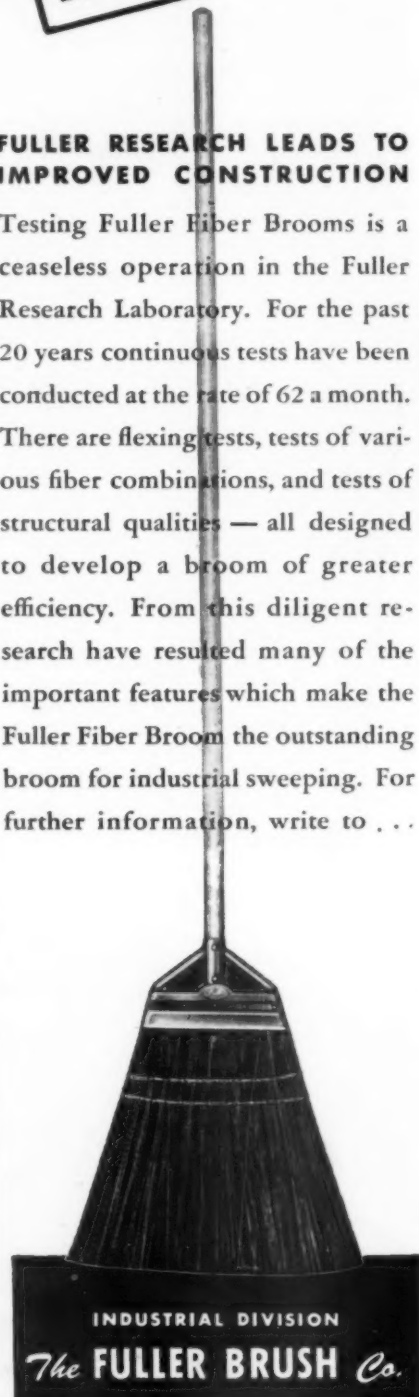 FULLER RESEARCH LEADS TO
IMPROVED CONSTRUCTION
Testing Fuller Fiber Brooms is a
ceaseless operation in the Fuller
Research Laboratory. For the past
20 years continuous tests have been
conducted at the rate of 62 a month.
There are flexing tests, tests of vari-
ous fiber combinations, and tests of
structural qualities — all designed
to develop a broom of greater
efficiency. From this diligent re-
search have resulted many of the
important features which make the
Fuller Fiber Broom the outstanding
broom for industrial sweeping. For
further information, write to . . .
INDUSTRIAL DIVISION
The FULLER BRUSH Co.